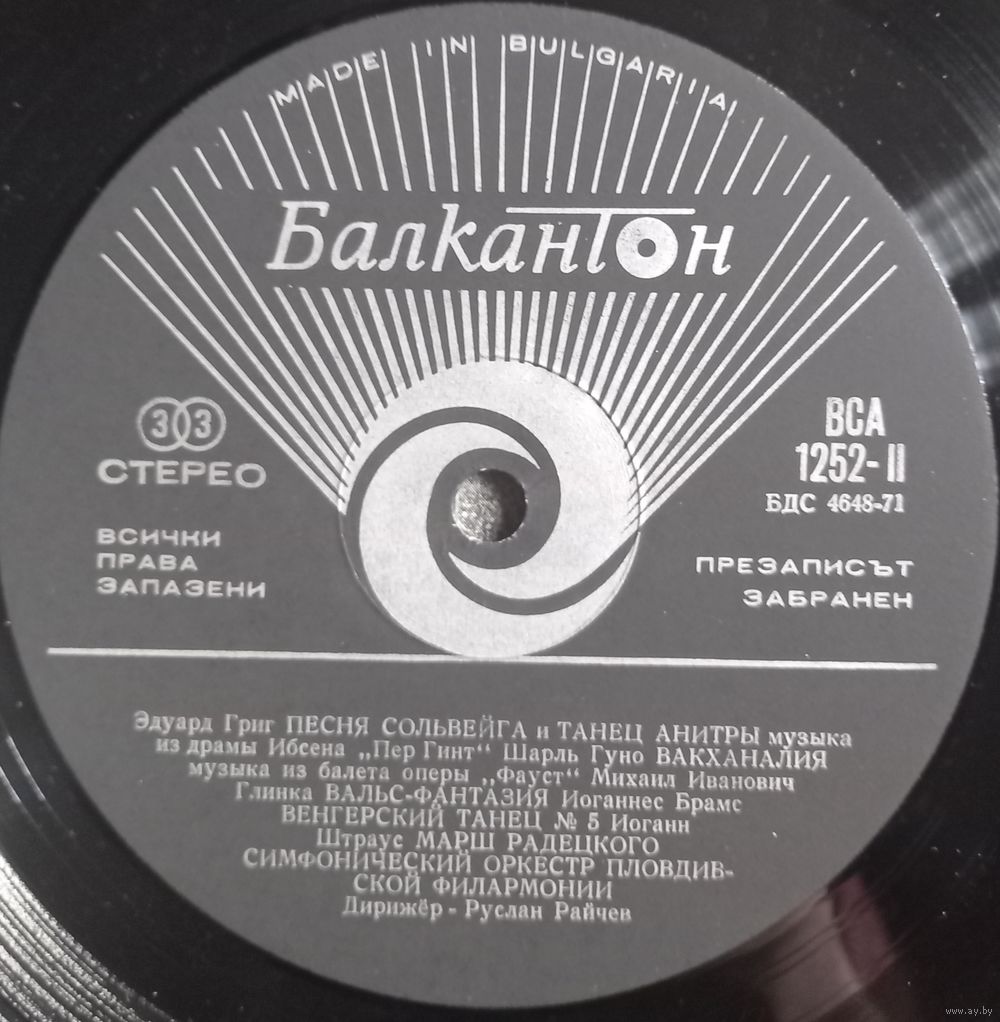 MADE IN BULGARIA
Балкантон
33
СТЕРЕО
ВСИЧКИ
ПРАВА
ЗАПАЗЕНИ
ВСА
1252-II
БДС 4648-71
ПРЕЗАПИСЪТ
ЗАБРАНЕН
Эдуард Григ ПЕСНЯ СОЛЬВЕЙГА и ТАНЕЦ АНИТРЫ музыка
из драмы Ибсена „Пер Гинт“ Шарль Гуно ВАКХАНАЛИЯ
музыка из балета оперы „Фауст“ Михаил Иванович
Глинка ВАЛЬС-ФАНТАЗИЯ Иоганнес Брамс
ВЕНГЕРСКИЙ ТАНЕЦ № 5 Иоганн
Штраус МАРШ РАДЕЦКОГО
СИМФОНИЧЕСКИЙ ОРКЕСТР ПЛОВДИВ-
СКОЙ ФИЛАРМОНИИ
Дирижёр - Руслан Райчев
www.ay.by